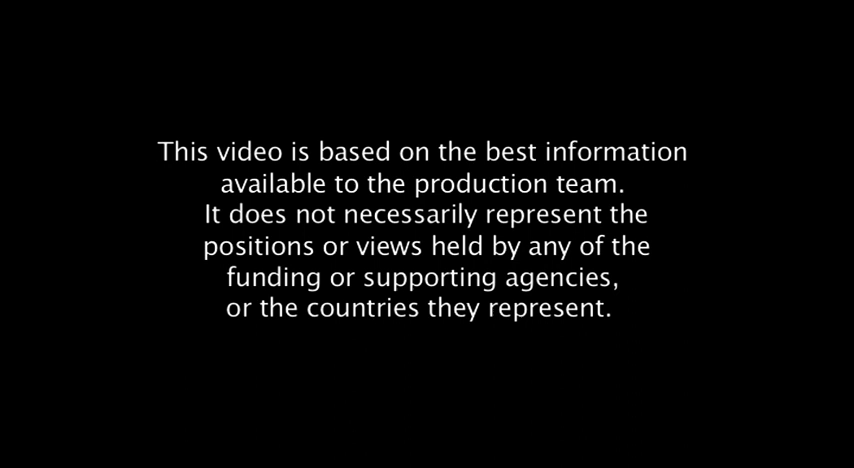 This video is based on the best information
available to the production team.
It does not necessarily represent the
positions or views held by any of the
funding or supporting agencies,
or the countries they represent.